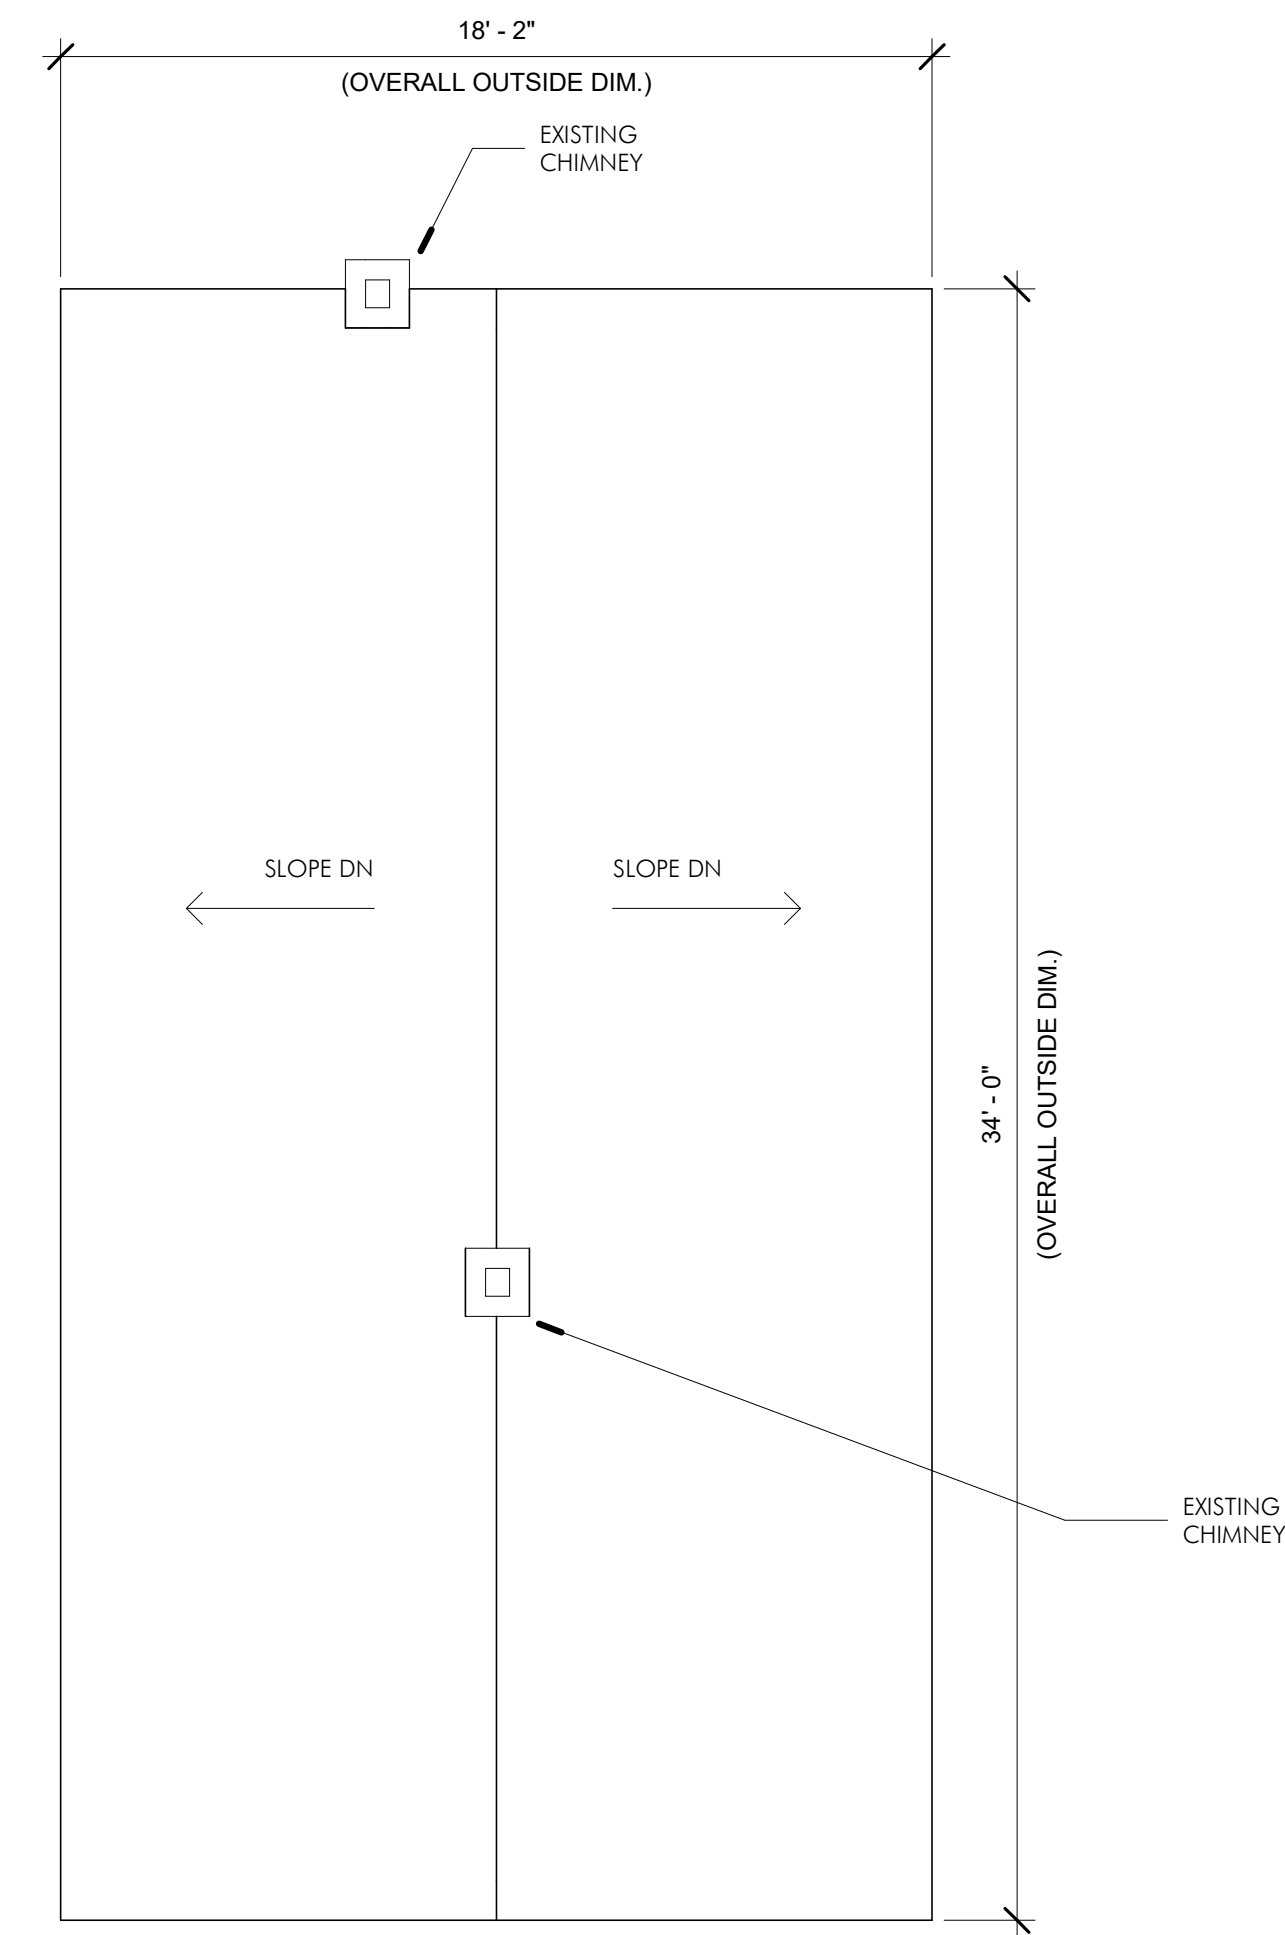 18' - 2"
(OVERALL OUTSIDE DIM.)
EXISTING
CHIMNEY
SLOPE DN
SLOPE DN
34' - 0"
(OVERALL OUTSIDE DIM.)
EXISTING
CHIMNEY